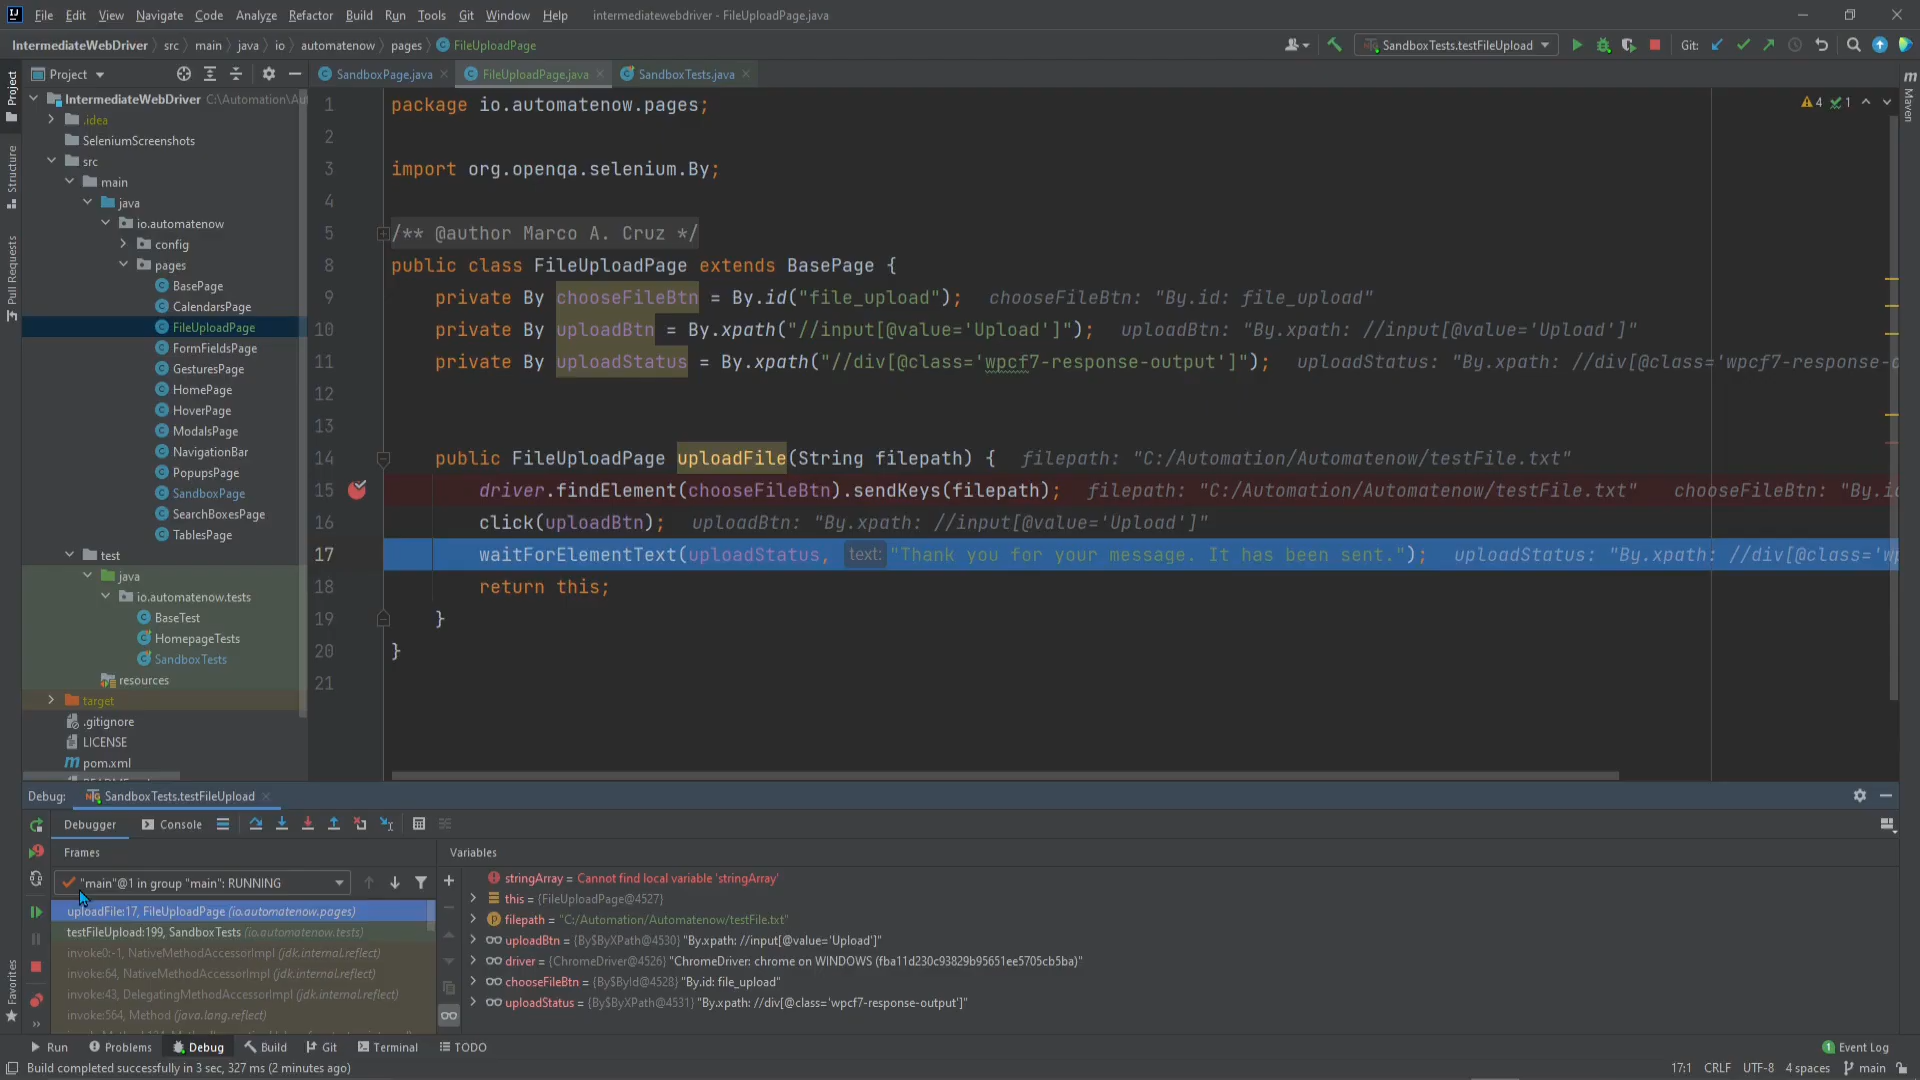 File Edit View Navigate Code Analyze Refactor Build Run Tools Git Window Help intermediatewebdriver - FileUploadPage.java
IntermediateWebDriver src main java io automatenow pages FileUploadPage SandboxTests.testFileUpload Git:
Project SandboxPage.java FileUploadPage.java SandboxTests.java
IntermediateWebDriver C:\Automation\Au
.idea
SeleniumScreenshots
src
main
java
io.automatenow
config
pages
BasePage
CalendarsPage
FileUploadPage
FormFieldsPage
GesturesPage
HomePage
HoverPage
ModalsPage
NavigationBar
PopupsPage
SandboxPage
SearchBoxesPage
TablesPage
test
java
io.automatenow.tests
BaseTest
HomepageTests
SandboxTests
resources
target
.gitignore
LICENSE
pom.xml
Project
Structure
Pull Requests
Favorites
Maven
4 1
1 package io.automatenow.pages;
2
3 import org.openqa.selenium.By;
4
5 /** @author Marco A. Cruz */
8 public class FileUploadPage extends BasePage {
9 private By chooseFileBtn = By.id("file_upload"); chooseFileBtn: "By.id: file_upload"
10 private By uploadBtn = By.xpath("//input[@value='Upload']"); uploadBtn: "By.xpath: //input[@value='Upload']"
11 private By uploadStatus = By.xpath("//div[@class='wpcf7-response-output']"); uploadStatus: "By.xpath: //div[@class='wpcf7-response-o
12
13
14 public FileUploadPage uploadFile(String filepath) { filepath: "C:/Automation/Automatenow/testFile.txt"
15 driver.findElement(chooseFileBtn).sendKeys(filepath); filepath: "C:/Automation/Automatenow/testFile.txt" chooseFileBtn: "By.id
16 click(uploadBtn); uploadBtn: "By.xpath: //input[@value='Upload']"
17 waitForElementText(uploadStatus, text: "Thank you for your message. It has been sent."); uploadStatus: "By.xpath: //div[@class='wp
18 return this;
19 }
20 }
21
Debug: SandboxTests.testFileUpload
Debugger Console
Frames Variables
"main"@1 in group "main": RUNNING
uploadFile:17, FileUploadPage (io.automatenow.pages)
testFileUpload:199, SandboxTests (io.automatenow.tests)
invoke0:-1, NativeMethodAccessorImpl (jdk.internal.reflect)
invoke:64, NativeMethodAccessorImpl (jdk.internal.reflect)
invoke:43, DelegatingMethodAccessorImpl (jdk.internal.reflect)
invoke:564, Method (java.lang.reflect)
stringArray = Cannot find local variable 'stringArray'
this = {FileUploadPage@4527}
filepath = "C:/Automation/Automatenow/testFile.txt"
uploadBtn = {By$ByXPath@4530} "By.xpath: //input[@value='Upload']"
driver = {ChromeDriver@4526} "ChromeDriver: chrome on WINDOWS (fba11d230c93829b95651ee5705cb5ba)"
chooseFileBtn = {By$ById@4528} "By.id: file_upload"
uploadStatus = {By$ByXPath@4531} "By.xpath: //div[@class='wpcf7-response-output']"
Run Problems Debug Build Git Terminal TODO 1 Event Log
Build completed successfully in 3 sec, 327 ms (2 minutes ago) 17:1 CRLF UTF-8 4 spaces main